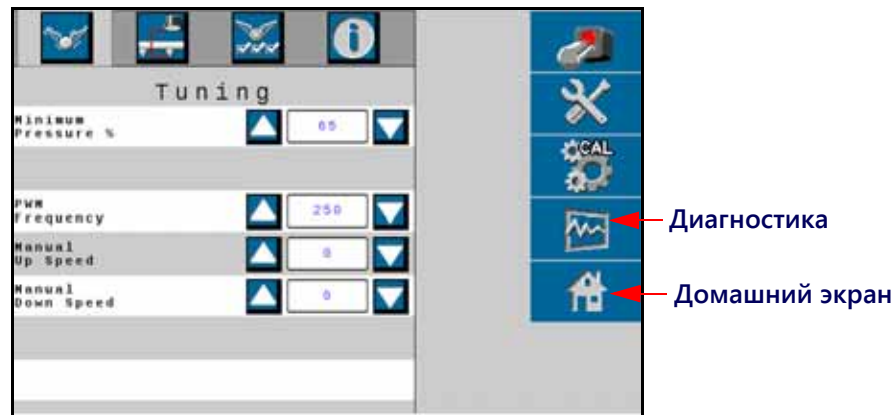 Tuning
Minimum
Pressure %
65
CAL
PWM
Frequency
250
Диагностика
Manual
Up Speed
0
Manual
Down Speed
0
Домашний экран